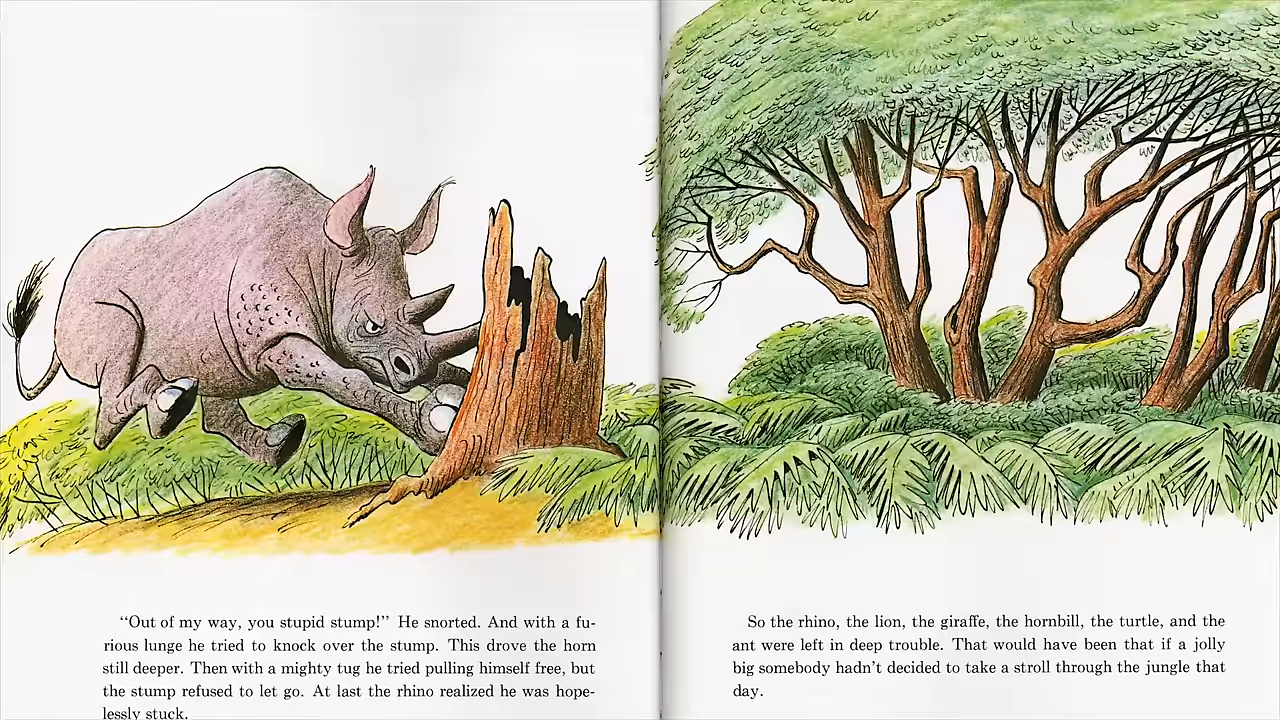 “Out of my way, you stupid stump!” He snorted. And with a fu-
rious lunge he tried to knock over the stump. This drove the horn
still deeper. Then with a mighty tug he tried pulling himself free, but
the stump refused to let go. At last the rhino realized he was hope-
lessly stuck.
So the rhino, the lion, the giraffe, the hornbill, the turtle, and the
ant were left in deep trouble. That would have been that if a jolly
big somebody hadn’t decided to take a stroll through the jungle that
day.